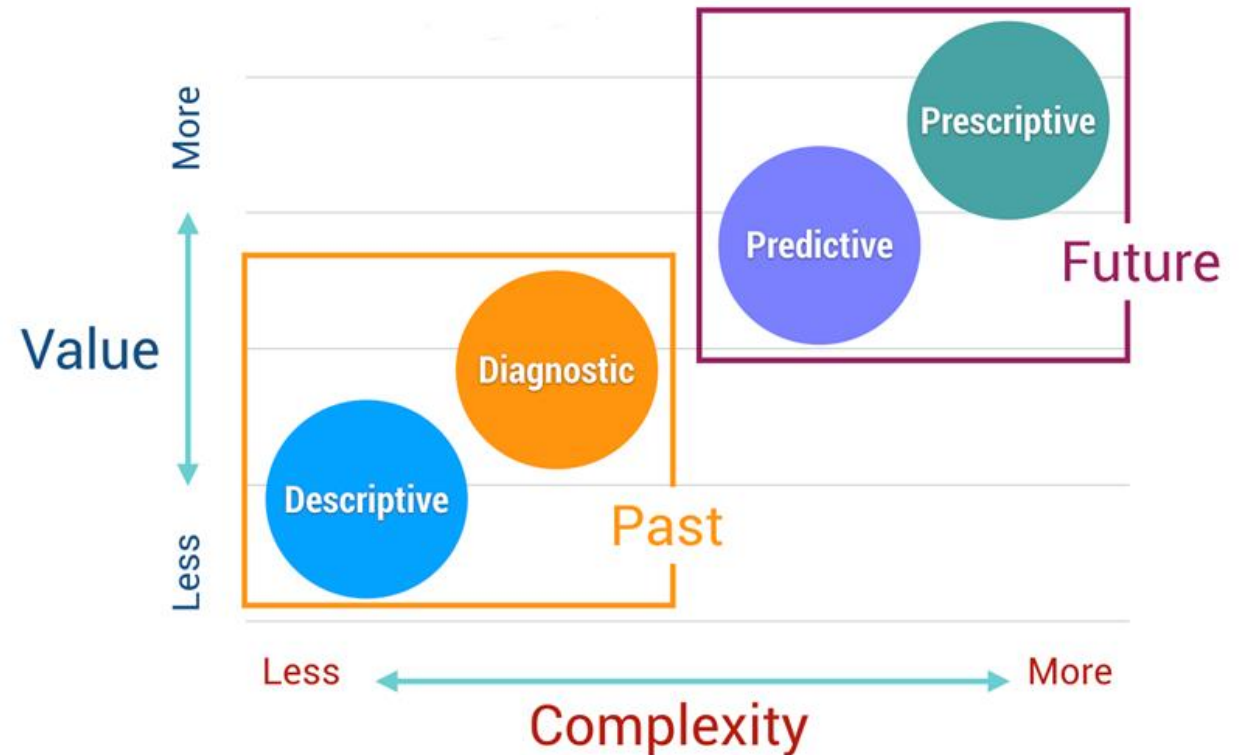 More
Prescriptive
Predictive
Future
Value
Diagnostic
Descriptive
Past
Less
Less
More
Complexity